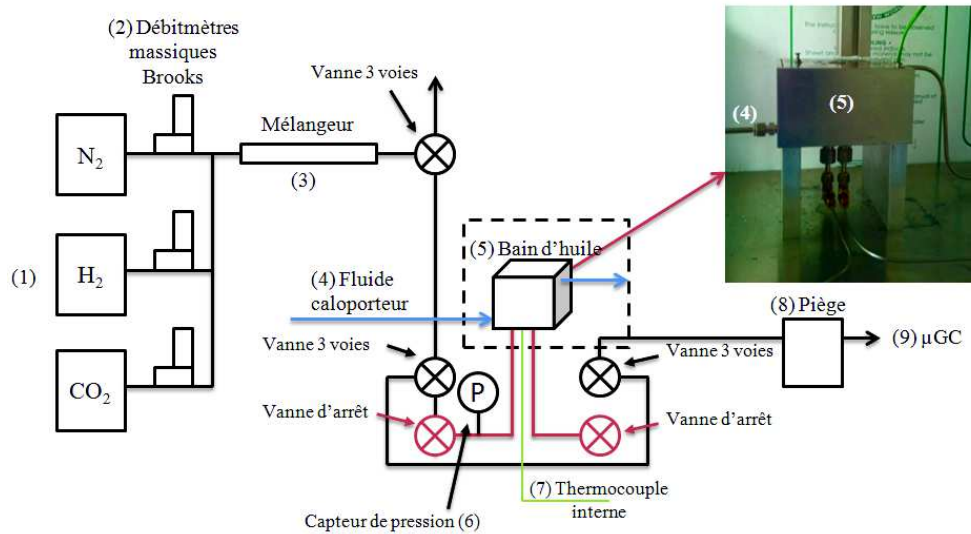 (2) Débitmètres
massiques
Brooks
Vanne 3 voies
N2
Mélangeur
(3)
(1)
H2
CO2
(4) Fluide
caloporteur
(5) Bain d'huile
(4)
(5)
(8) Piège
(9) µGC
Vanne 3 voies
Vanne 3 voies
P
Vanne d'arrêt
Vanne d'arrêt
(7) Thermocouple
interne
Capteur de pression (6)